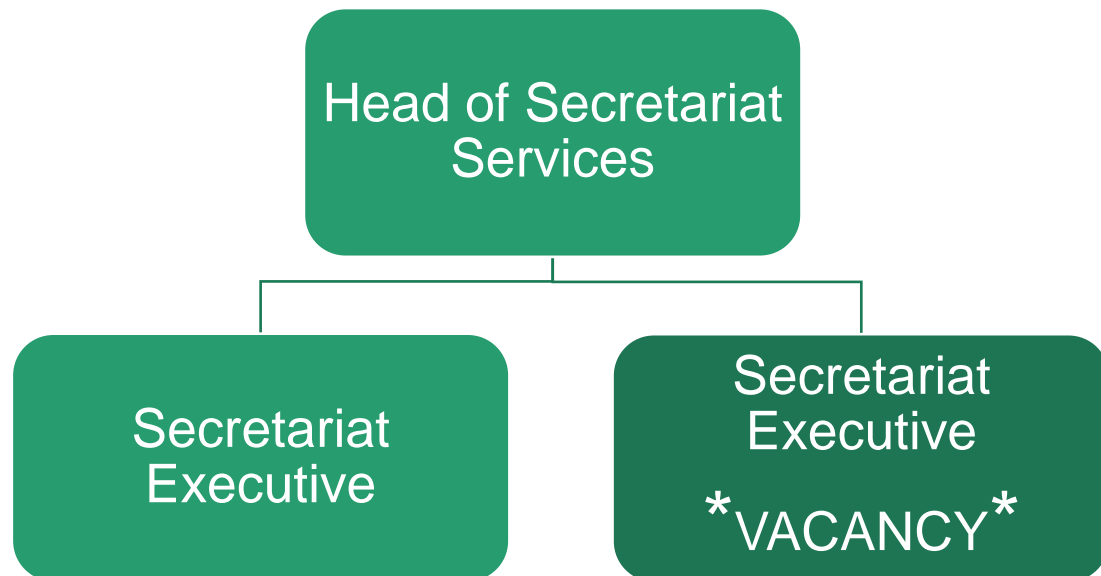 Head of Secretariat
Services
Secretariat
Executive
Secretariat
Executive
*VACANCY*